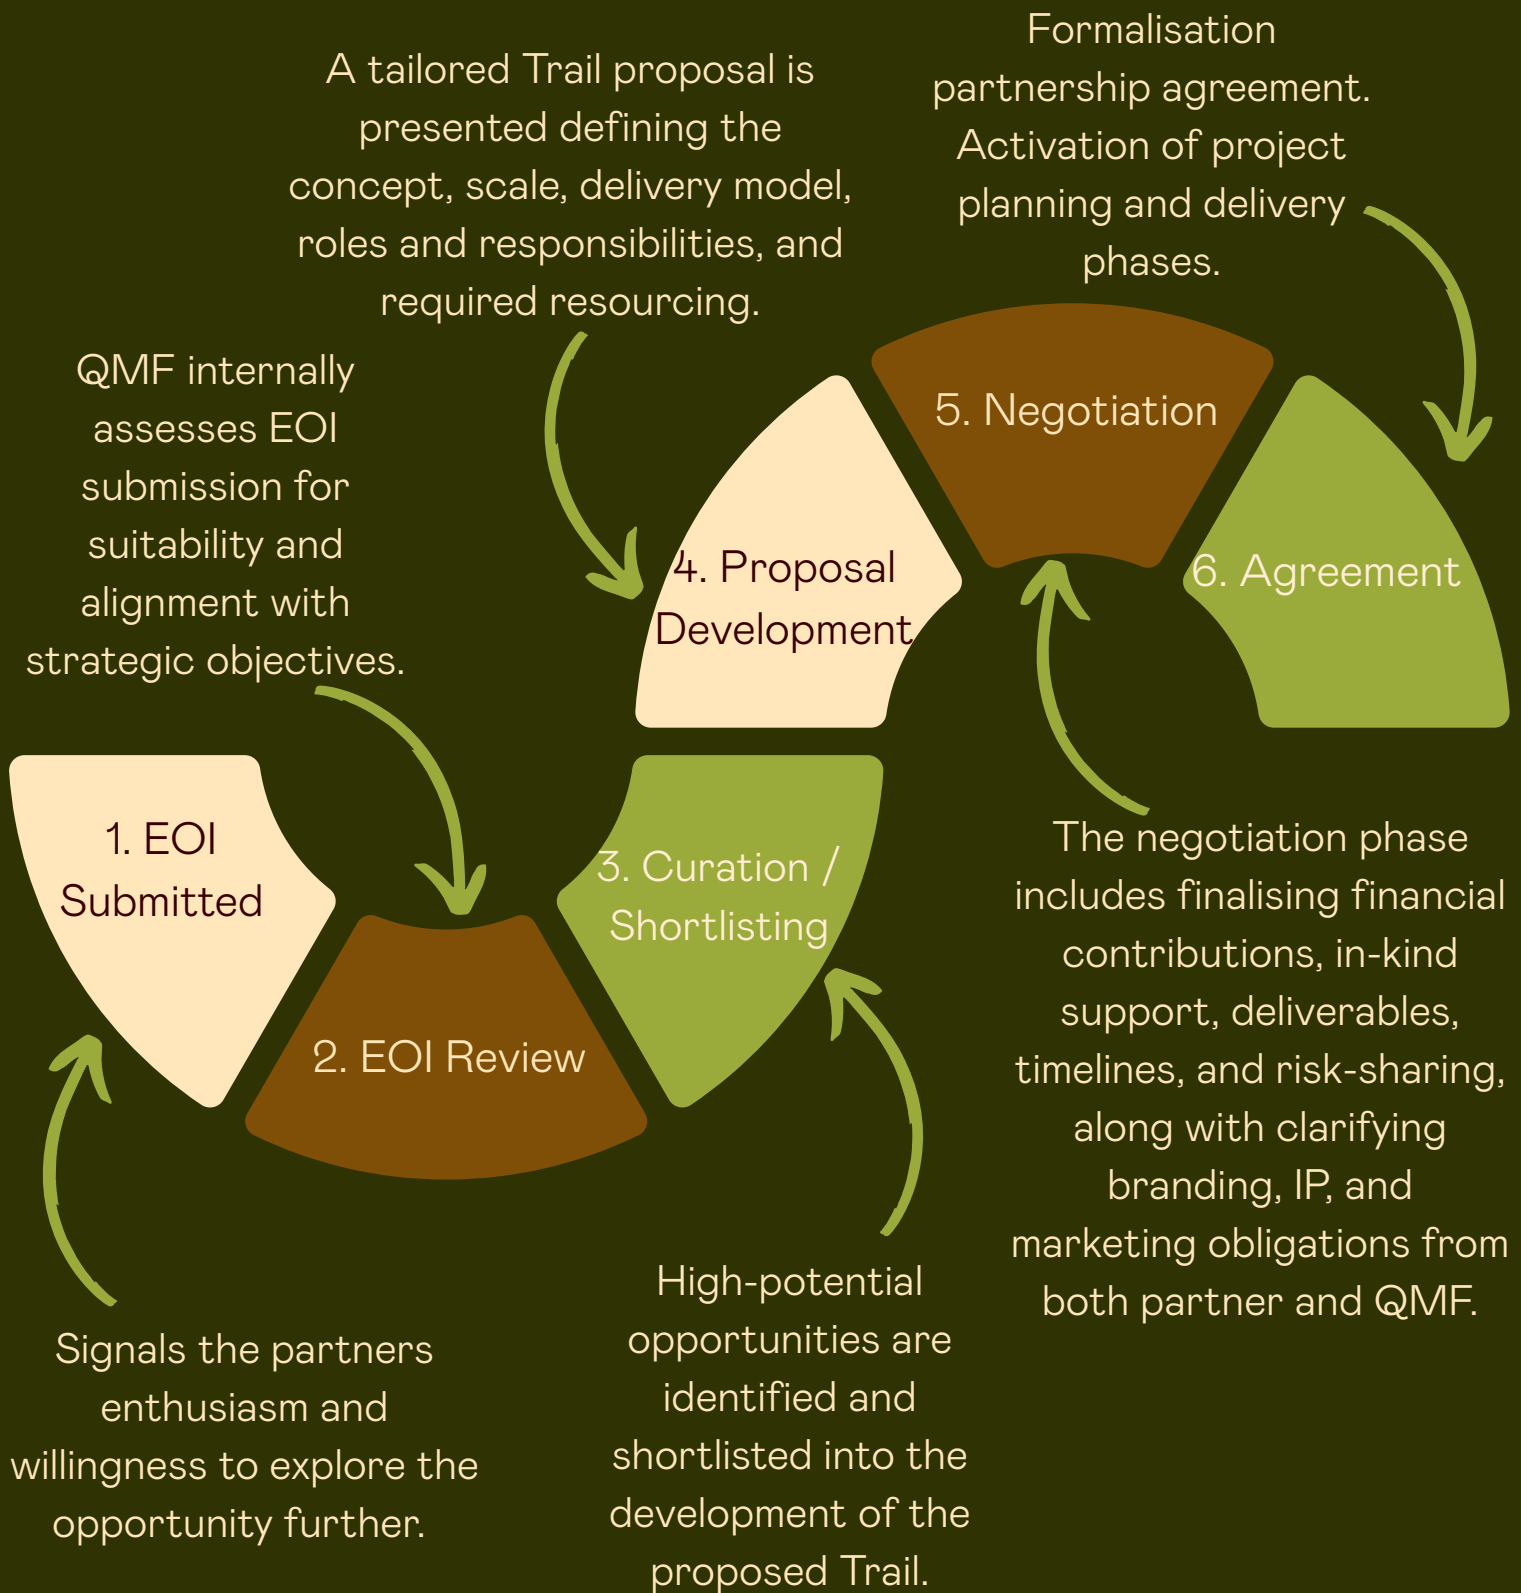 Formalisation
partnership agreement.
Activation of project
planning and delivery
phases.
A tailored Trail proposal is
presented defining the
concept, scale, delivery model,
roles and responsibilities, and
required resourcing.
QMF internally
assesses EOI
submission for
suitability and
alignment with
strategic objectives.
5. Negotiation
4. Proposal
Development
6. Agreement
1. EOI
Submitted
2. EOI Review
3. Curation /
Shortlisting
The negotiation phase
includes finalising financial
contributions, in-kind
support, deliverables,
timelines, and risk-sharing,
along with clarifying
branding, IP, and
marketing obligations from
both partner and QMF.
Signals the partners
enthusiasm and
willingness to explore the
opportunity further.
High-potential
opportunities are
identified and
shortlisted into the
development of the
proposed Trail.